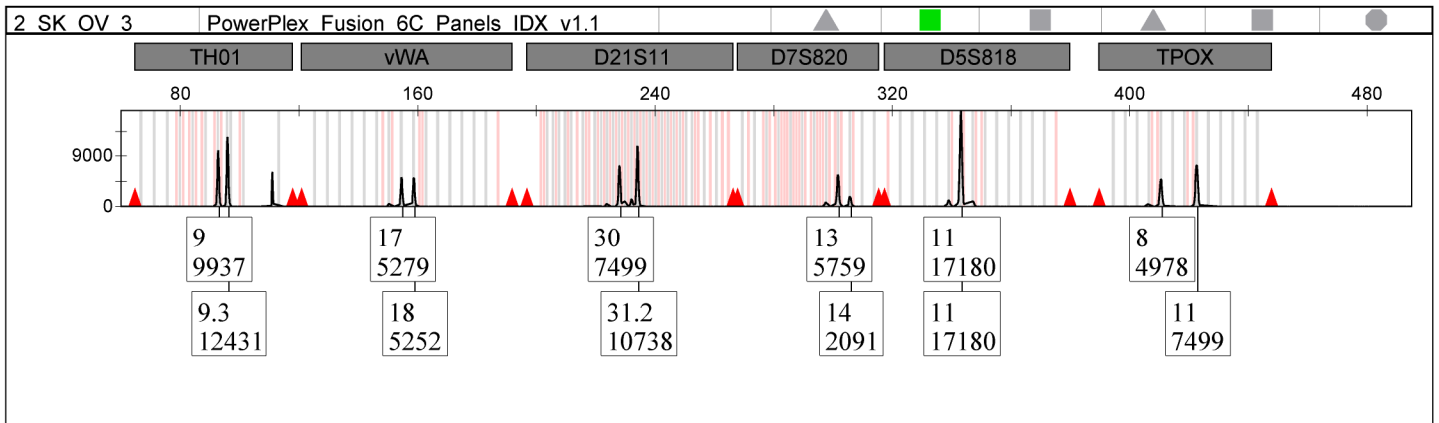 2 SK OV 3 PowerPlex Fusion 6C Panels IDX v1.1
TH01 vWA D21S11 D7S820 D5S818 TPOX
80 160 240 320 400 480
9000
0
9 17 30 13 11 8
9937 5279 7499 5759 17180 4978
9.3 18 31.2 14 11 11
12431 5252 10738 2091 17180 7499